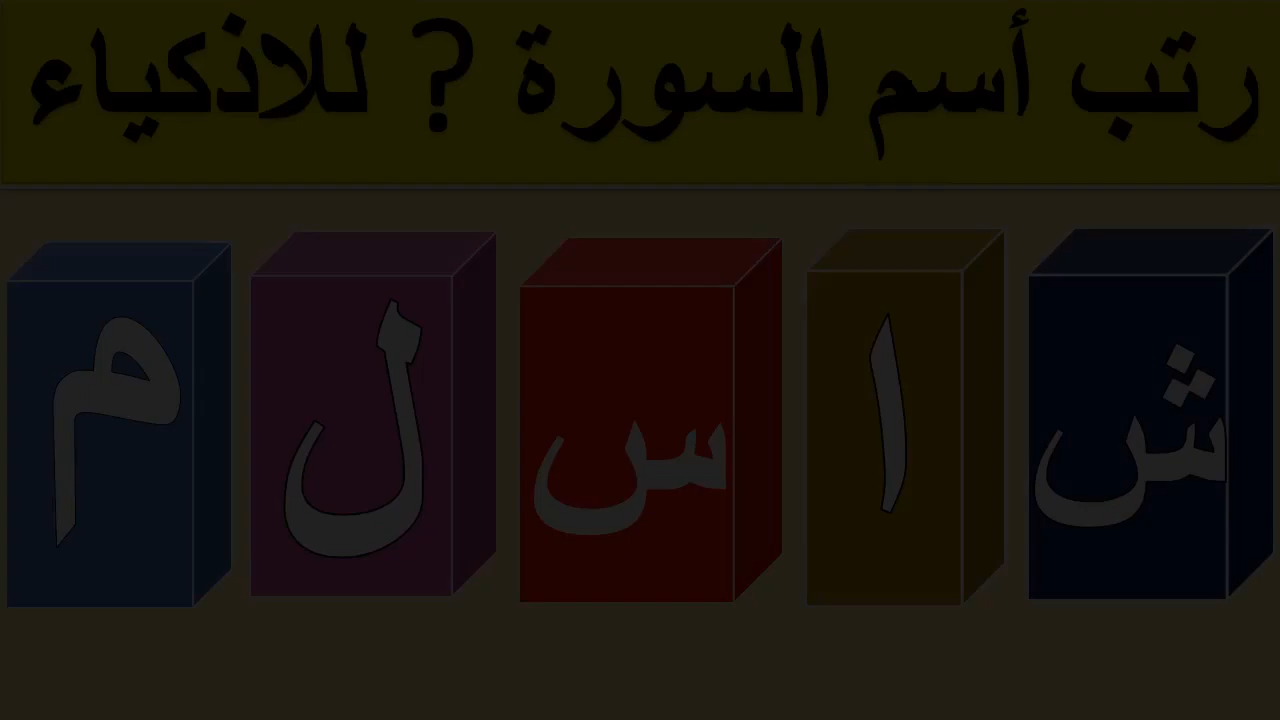 رتب أسم السورة ? للاذكياء
ش ا س ل م